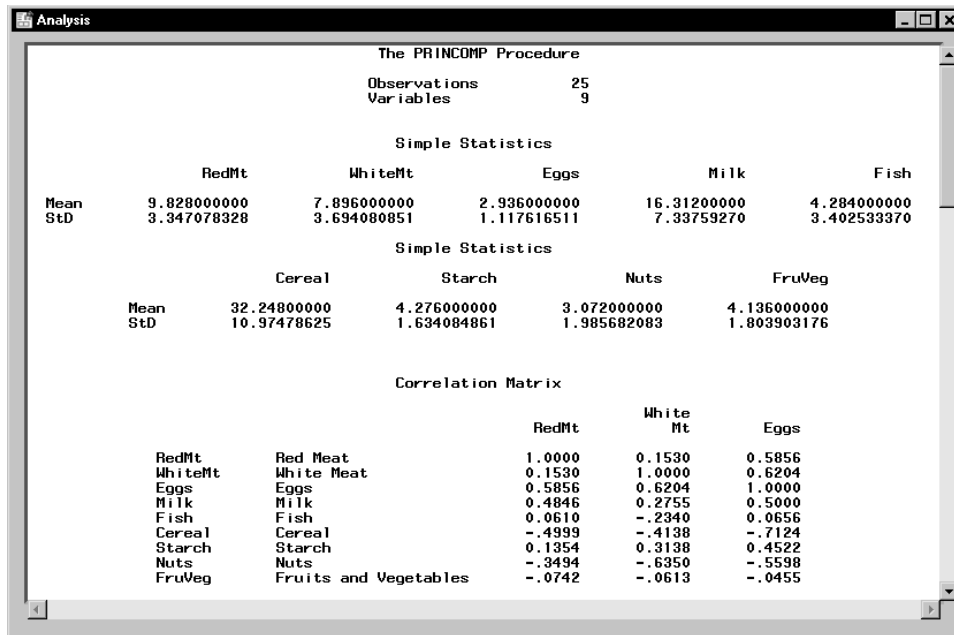 Analysis
The PRINCOMP Procedure
Observations 25
Variables 9
Simple Statistics
RedMt WhiteMt Eggs Milk Fish
Mean 9.828000000 7.896000000 2.936000000 16.31200000 4.284000000
StD 3.347078328 3.694080851 1.117616511 7.33759270 3.402533370
Simple Statistics
Cereal Starch Nuts FruVeg
Mean 32.24800000 4.276000000 3.072000000 4.136000000
StD 10.97478625 1.634084861 1.985682083 1.803903176
Correlation Matrix
White
RedMt Mt Eggs
RedMt Red Meat 1.0000 0.1530 0.5856
WhiteMt White Meat 0.1530 1.0000 0.6204
Eggs Eggs 0.5856 0.6204 1.0000
Milk Milk 0.4846 0.2755 0.5000
Fish Fish 0.0610 -.2340 0.0656
Cereal Cereal -.4999 -.4138 -.7124
Starch Starch 0.1354 0.3138 0.4522
Nuts Nuts -.3494 -.6350 -.5598
FruVeg Fruits and Vegetables -.0742 -.0613 -.0455